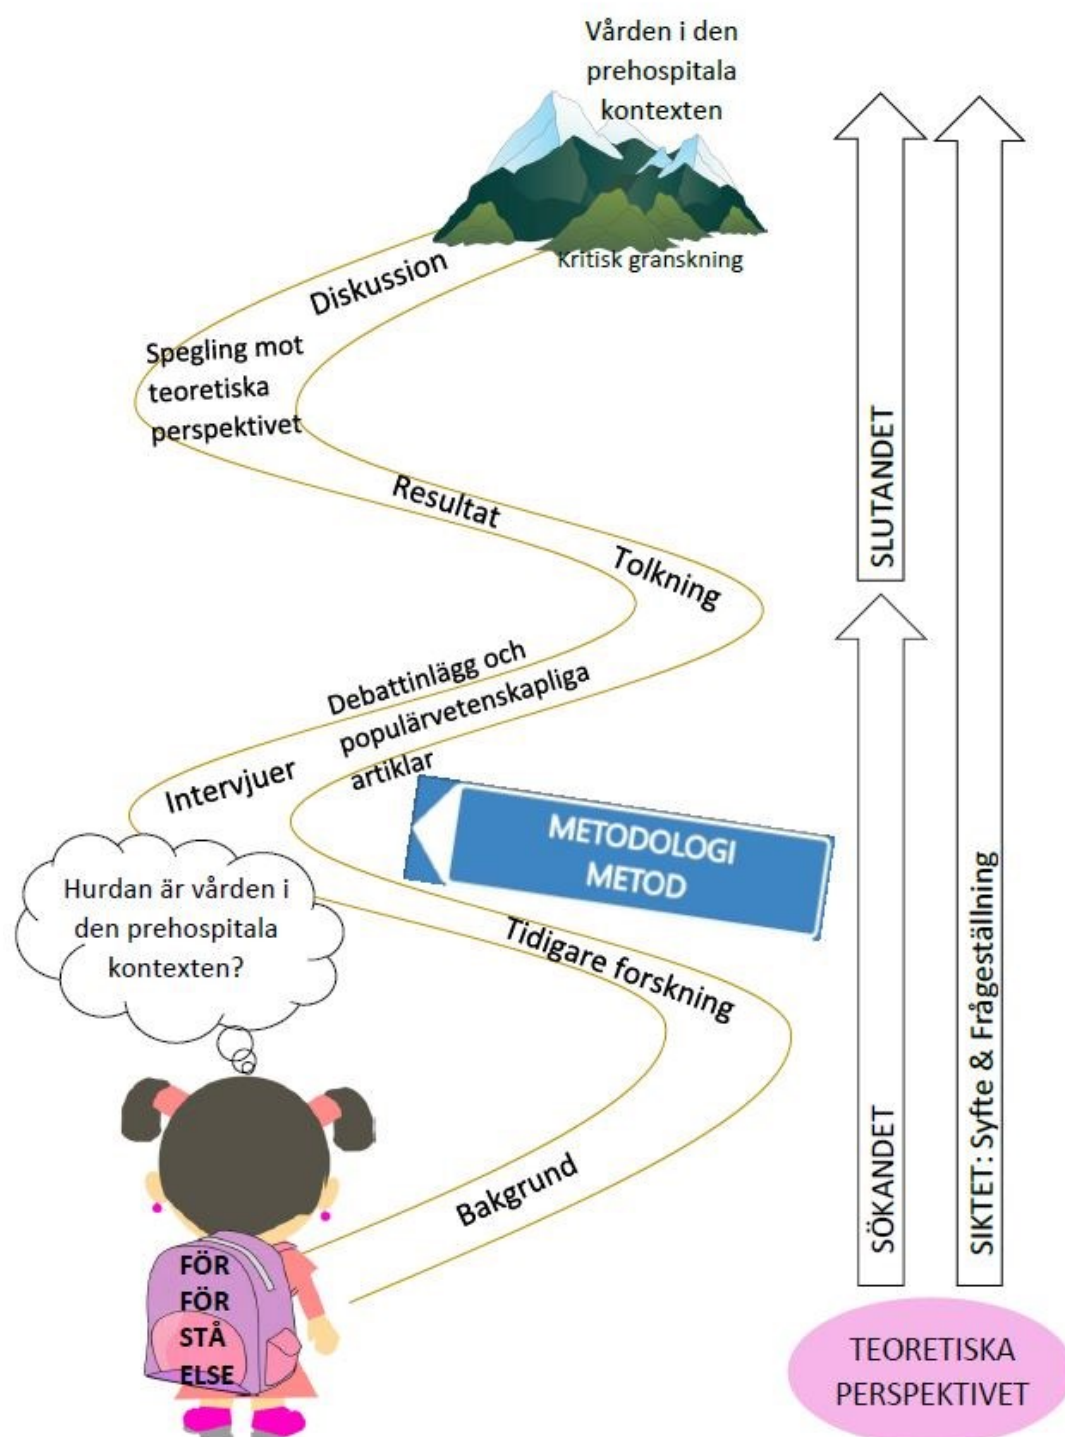 Vården i den
prehospitala
kontexten
Kritisk granskning
Diskussion
Spegling mot
teoretiska
perspektivet
Resultat
Tolkning
Debattinlägg och
populärvetenskapliga
artiklar
Intervjuer
METODOLOGI
METOD
Hurdan är vården i
den prehospitala
kontexten?
Tidigare forskning
Bakgrund
FÖR
FÖR
STÅ
ELSE
SLUTANDET
SÖKANDET
SIKTET: Syfte & Frågeställning
TEORETISKA
PERSPEKTIVET